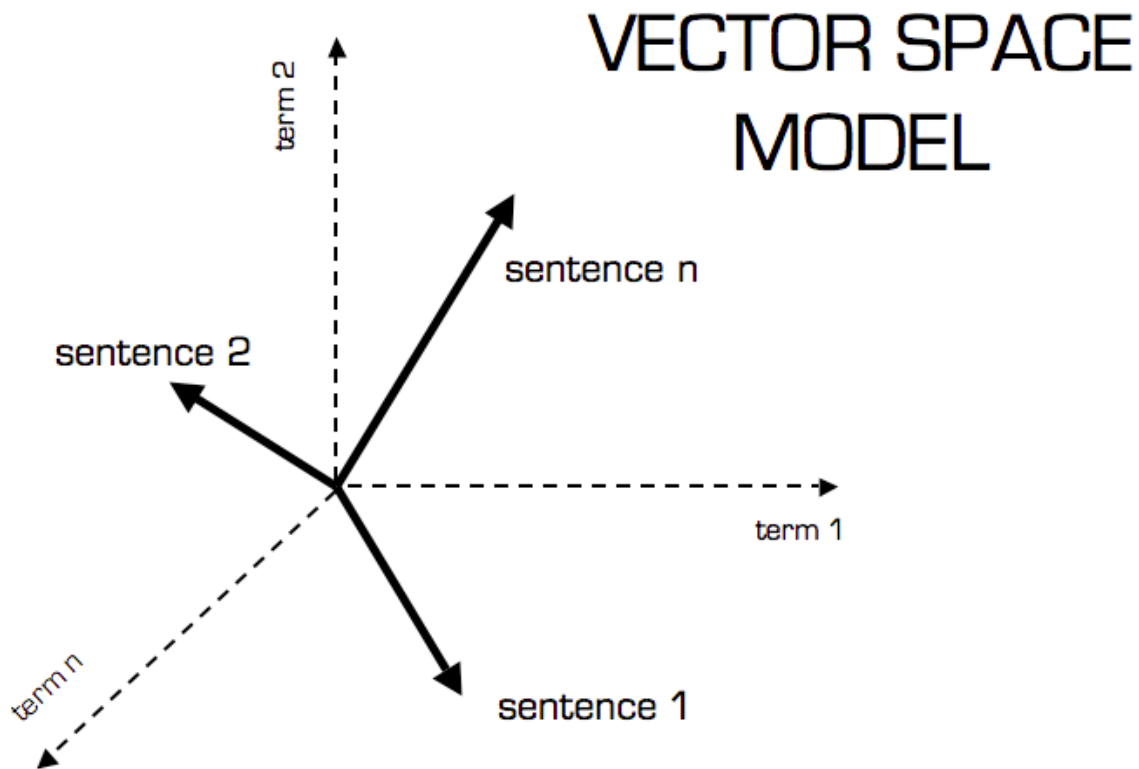 VECTOR SPACE
MODEL
term 2
sentence n
sentence 2
term 1
term n
sentence 1